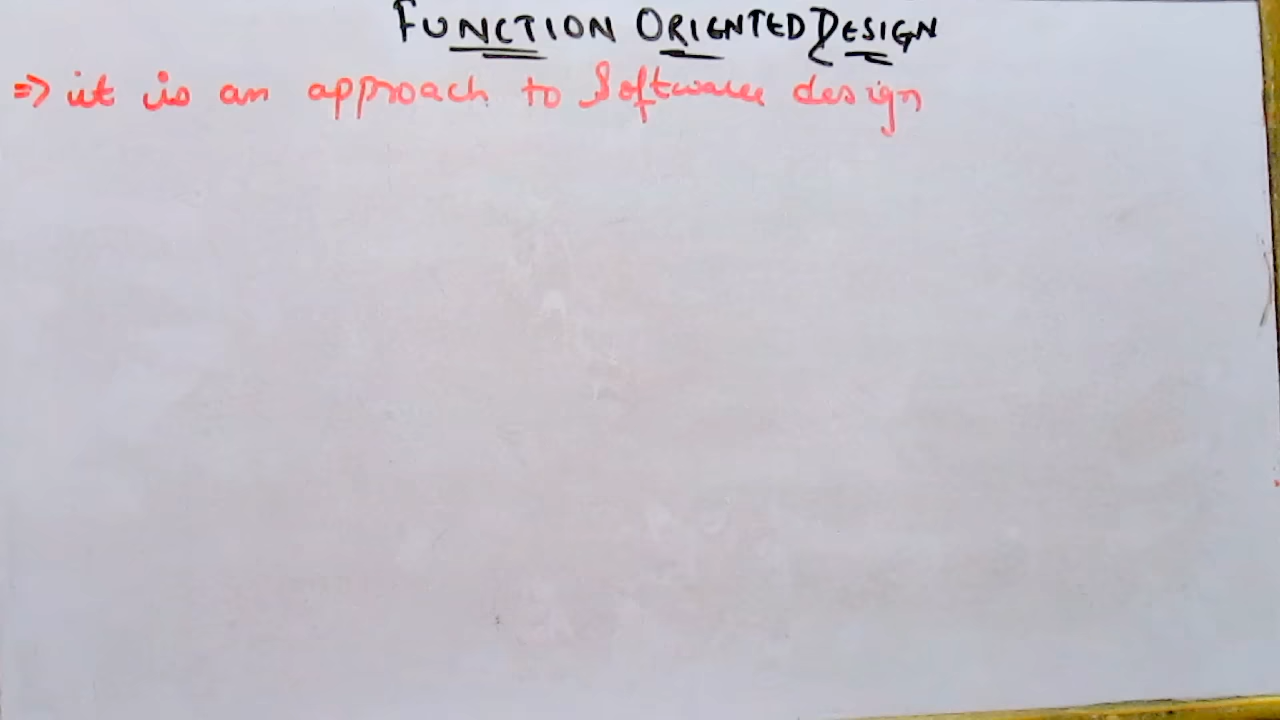 FUNCTION ORIENTED DESIGN
⇒ it is an approach to Software design